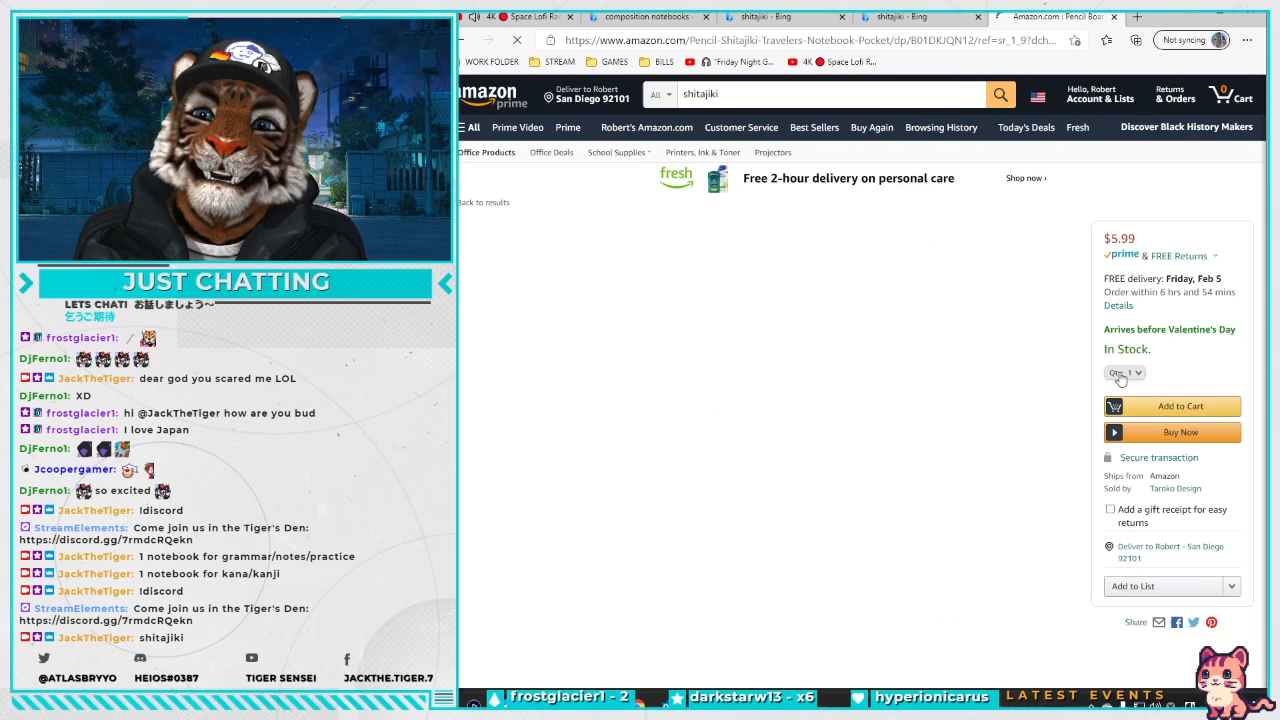 4K Space Lofi Ra
composition notebooks -
shitajiki - Bing
shitajiki - Bing
Amazon.com : Pencil Boar
https://www.amazon.com/Pencil-Shitajiki-Travelers-Notebook-Pocket/dp/B01DKJQN12/ref=sr_1_9?dch...
Not syncing
WORK FOLDER
STREAM
GAMES
BILLS
"Friday Night G...
4K Space Lofi R...
amazon prime
Deliver to Robert
San Diego 92101
All
shitajiki
Hello, Robert
Account & Lists
Returns
& Orders
0
Cart
All
Prime Video
Prime
Robert's Amazon.com
Customer Service
Best Sellers
Buy Again
Browsing History
Today's Deals
Fresh
Discover Black History Makers
Office Products
Office Deals
School Supplies
Printers, Ink & Toner
Projectors
fresh
Free 2-hour delivery on personal care
Shop now ›
Back to results
$5.99
prime & FREE Returns
FREE delivery: Friday, Feb 5
Order within 6 hrs and 54 mins
Details
Arrives before Valentine's Day
In Stock.
Qty: 1
Add to Cart
Buy Now
Secure transaction
Ships from Amazon
Sold by Taroko Design
Add a gift receipt for easy
returns
Deliver to Robert - San Diego
92101
Add to List
Share
JUST CHATTING
LETS CHAT! お話しましょう〜
乞うご期待
frostglacier1: /
DjFerno1:
JackTheTiger: dear god you scared me LOL
DjFerno1: XD
frostglacier1: hi @JackTheTiger how are you bud
frostglacier1: I love Japan
DjFerno1:
Jcoopergamer:
DjFerno1: so excited
JackTheTiger: !discord
StreamElements: Come join us in the Tiger's Den:
https://discord.gg/7rmdcRQekn
JackTheTiger: 1 notebook for grammar/notes/practice
JackTheTiger: 1 notebook for kana/kanji
JackTheTiger: !discord
StreamElements: Come join us in the Tiger's Den:
https://discord.gg/7rmdcRQekn
JackTheTiger: shitajiki
@ATLASBRYYO
HEIOS#0387
TIGER SENSEI
JACKTHE.TIGER.7
frostglacier1 - 2
darkstarw13 - x6
hyperionicarus
LATEST EVENTS